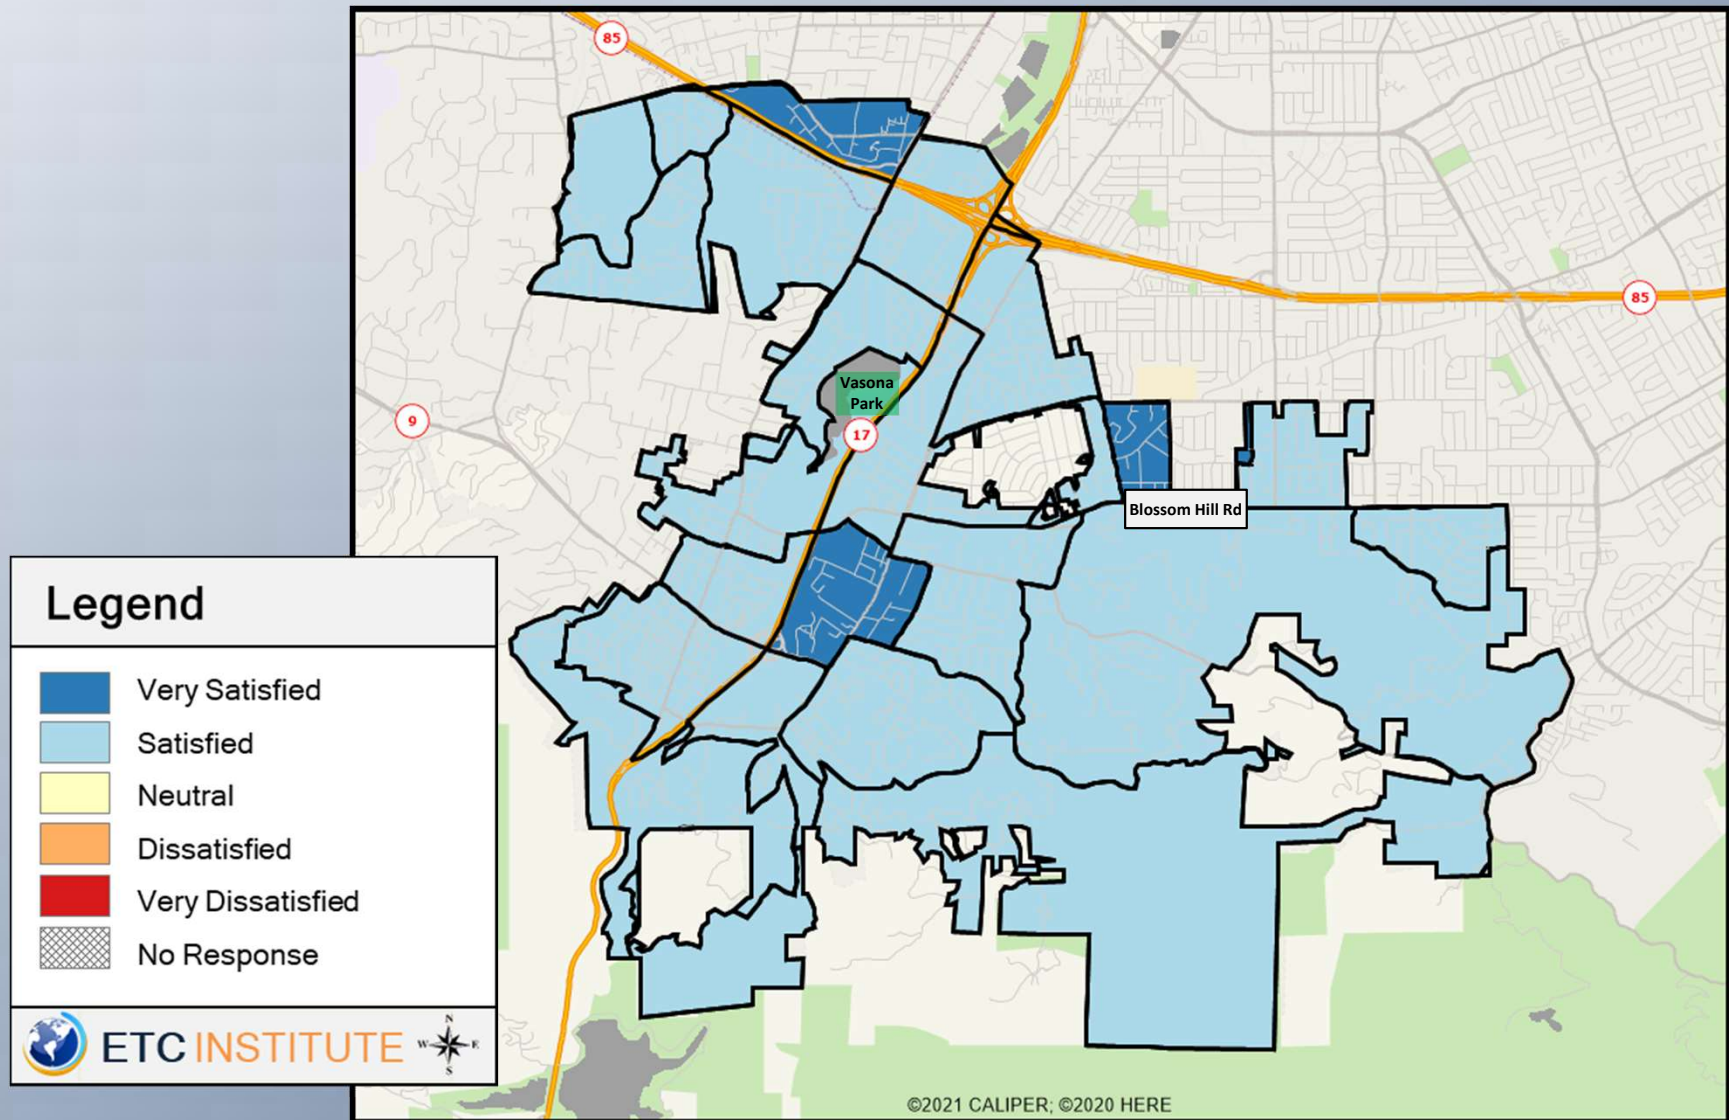 85
85
9
Vasona
Park
17
Blossom Hill Rd
Legend
Very Satisfied
Satisfied
Neutral
Dissatisfied
Very Dissatisfied
No Response
ETC INSTITUTE
N
W E
S
©2021 CALIPER; ©2020 HERE